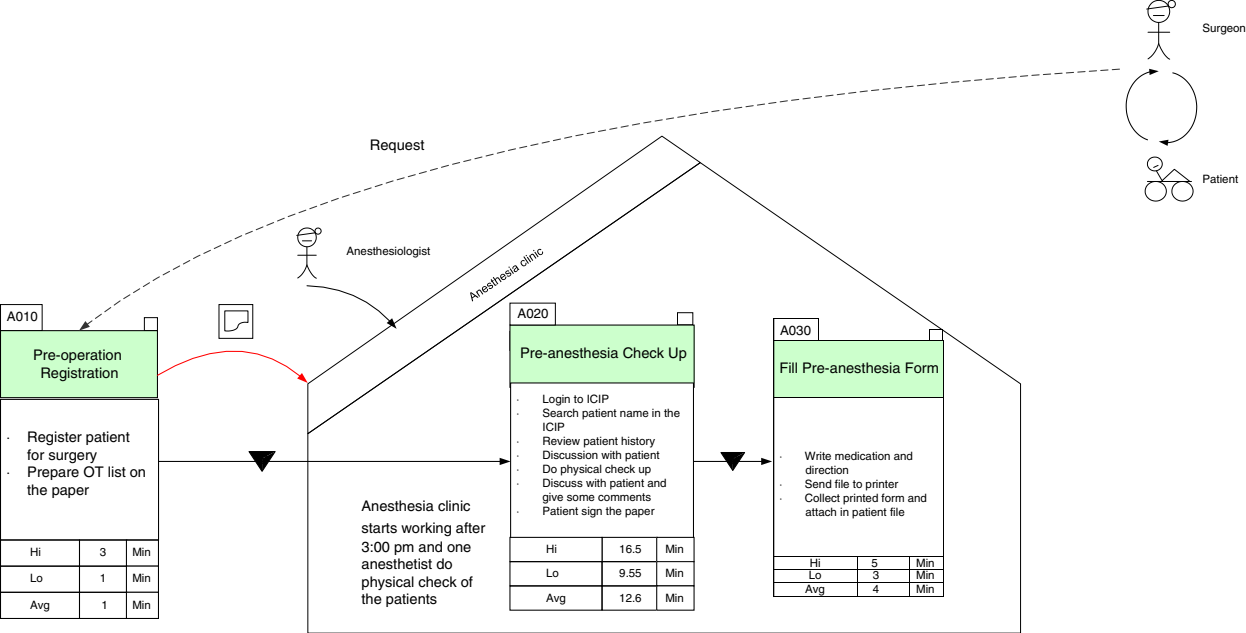 Surgeon
Request
Patient
Anesthesiologist
Anesthesia clinic
A010
Pre-operation
Registration
· Register patient
for surgery
· Prepare OT list on
the paper
Hi 3 Min
Lo 1 Min
Avg 1 Min
Anesthesia clinic
starts working after
3:00 pm and one
anesthetist do
physical check of
the patients
A020
Pre-anesthesia Check Up
· Login to ICIP
· Search patient name in the
ICIP
· Review patient history
· Discussion with patient
· Do physical check up
· Discuss with patient and
give some comments
· Patient sign the paper
Hi 16.5 Min
Lo 9.55 Min
Avg 12.6 Min
A030
Fill Pre-anesthesia Form
· Write medication and
direction
· Send file to printer
· Collect printed form and
attach in patient file
Hi 5 Min
Lo 3 Min
Avg 4 Min